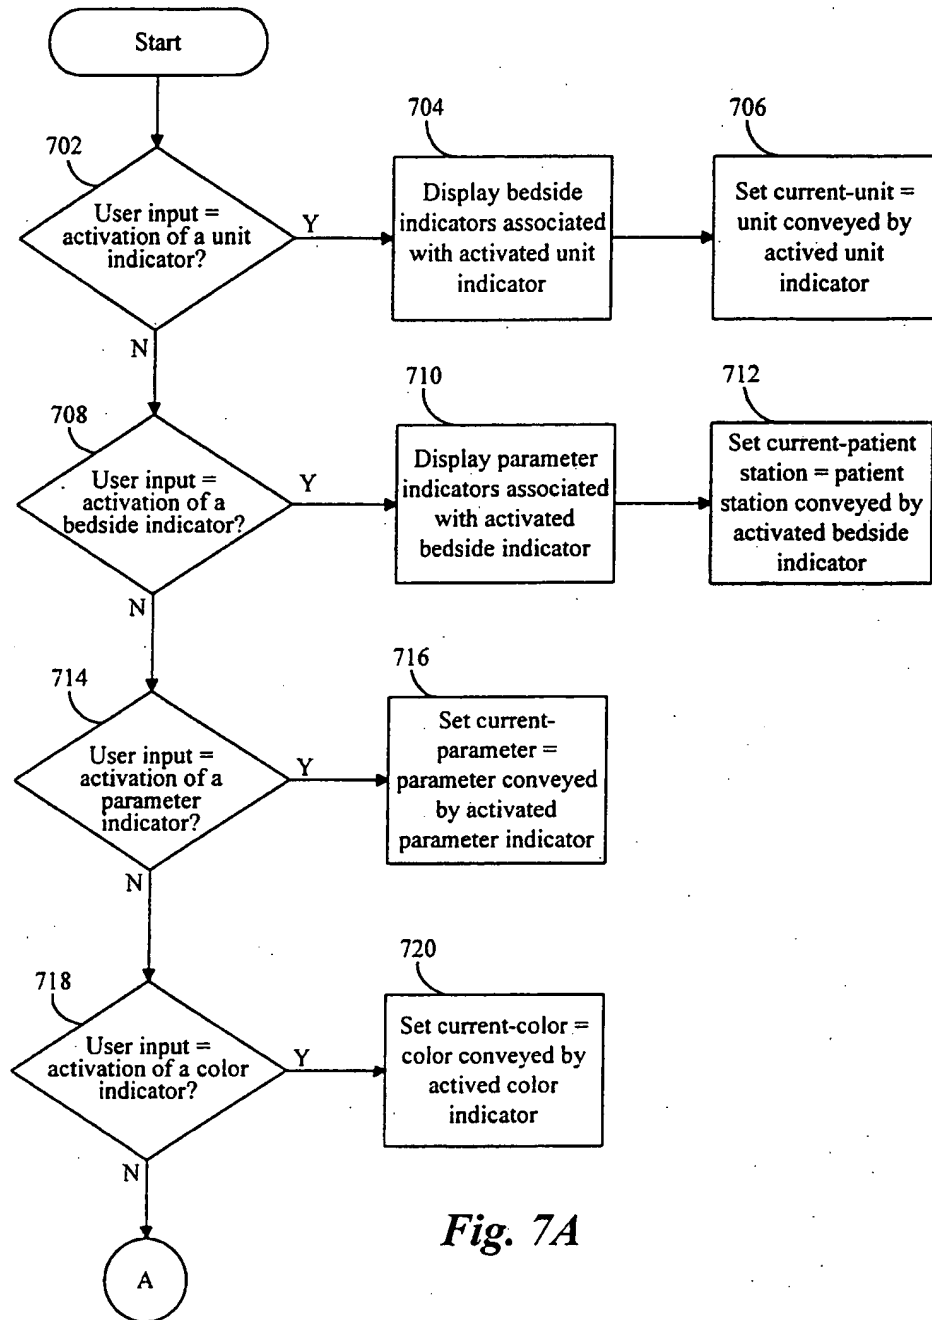 Start
702
User input =
activation of a unit
indicator?
Y
N
704
Display bedside
indicators associated
with activated unit
indicator
706
Set current-unit =
unit conveyed by
actived unit
indicator
708
User input =
activation of a
bedside indicator?
Y
N
710
Display parameter
indicators associated
with activated
bedside indicator
712
Set current-patient
station = patient
station conveyed by
activated bedside
indicator
714
User input =
activation of a
parameter
indicator?
Y
N
716
Set current-
parameter =
parameter conveyed
by activated
parameter indicator
718
User input =
activation of a color
indicator?
Y
N
720
Set current-color =
color conveyed by
actived color
indicator
A
Fig. 7A